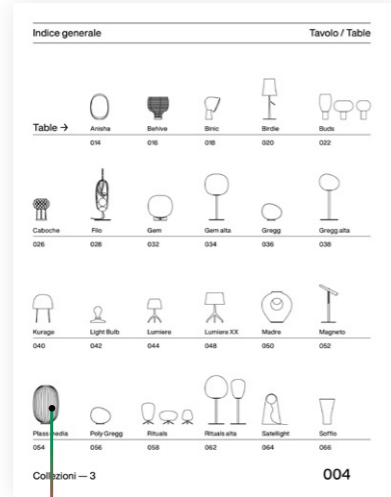 Indice generale Tavolo / Table
Table → Anisha Behive Binic Birdie Buds
014 016 018 020 022
Caboche Filo Gem Gem alta Gregg Gregg alta
026 028 032 034 036 038
Kurage Light Bulb Lumiere Lumiere XX Madre Magneto
040 042 044 048 050 052
Plass media Poly Gregg Rituals Rituals alta Satellight Soffio
054 056 058 062 064 066
Collezioni — 3 004